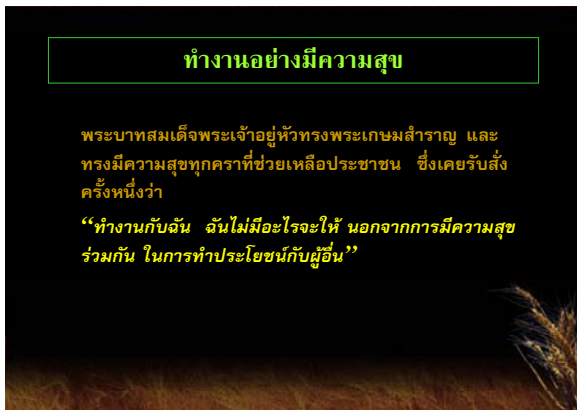 ทำงานอย่างมีความสุข
พระบาทสมเด็จพระเจ้าอยู่หัวทรงพระเกษมสำราญ และ
ทรงมีความสุขทุกคราที่ช่วยเหลือประชาชน ซึ่งเคยรับสั่ง
ครั้งหนึ่งว่า
“ทำงานกับฉัน ฉันไม่มีอะไรจะให้ นอกจากการมีความสุข
ร่วมกัน ในการทำประโยชน์กับผู้อื่น”